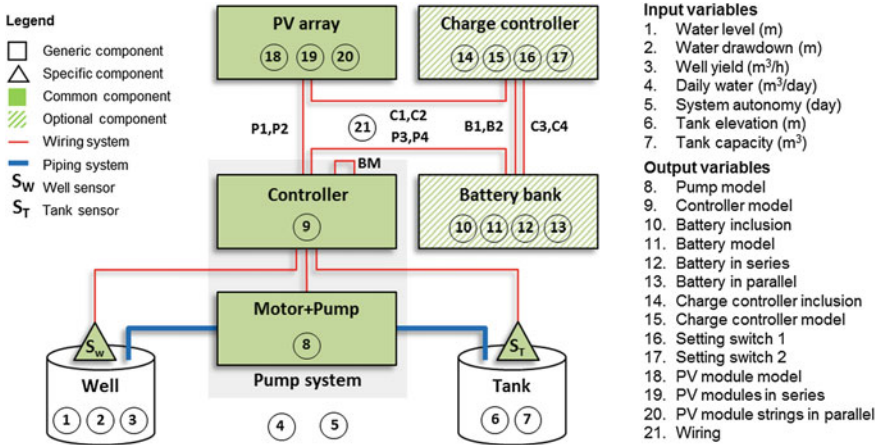 Legend
Generic component
Specific component
Common component
Optional component
Wiring system
Piping system
Sw Well sensor
ST Tank sensor
PV array
18 19 20
Charge controller
14 15 16 17
P1,P2
21
C1,C2
P3,P4
B1,B2
C3,C4
BM
Controller
9
Battery bank
10 11 12 13
Motor+Pump
8
Pump system
Sw
Well
1 2 3
4 5
ST
Tank
6 7
Input variables
1. Water level (m)
2. Water drawdown (m)
3. Well yield (m³/h)
4. Daily water (m³/day)
5. System autonomy (day)
6. Tank elevation (m)
7. Tank capacity (m³)
Output variables
8. Pump model
9. Controller model
10. Battery inclusion
11. Battery model
12. Battery in series
13. Battery in parallel
14. Charge controller inclusion
15. Charge controller model
16. Setting switch 1
17. Setting switch 2
18. PV module model
19. PV modules in series
20. PV module strings in parallel
21. Wiring